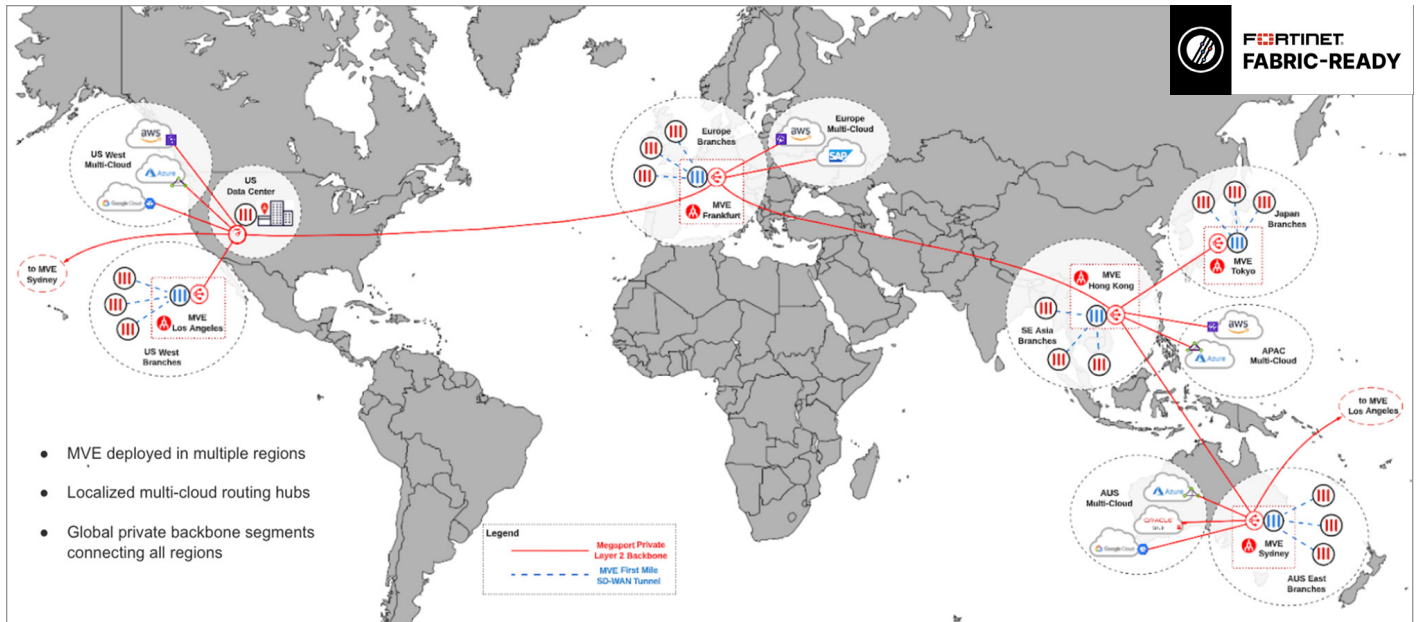 FORTINET
FABRIC-READY
aws
US West
Multi-Cloud
Azure
Google Cloud
US
Data Center
to MVE
Sydney
MVE
Los Angeles
US West
Branches
Europe
Branches
MVE
Frankfurt
aws
Europe
Multi-Cloud
SAP
Japan
Branches
MVE
Tokyo
MVE
Hong Kong
SE Asia
Branches
aws
Azure
APAC
Multi-Cloud
to MVE
Los Angeles
AUS
Multi-Cloud
Azure
ORACLE
Google Cloud
MVE
Sydney
AUS East
Branches
● MVE deployed in multiple regions
● Localized multi-cloud routing hubs
● Global private backbone segments
connecting all regions
Legend
Megaport Private
Layer 2 Backbone
MVE First Mile
SD-WAN Tunnel